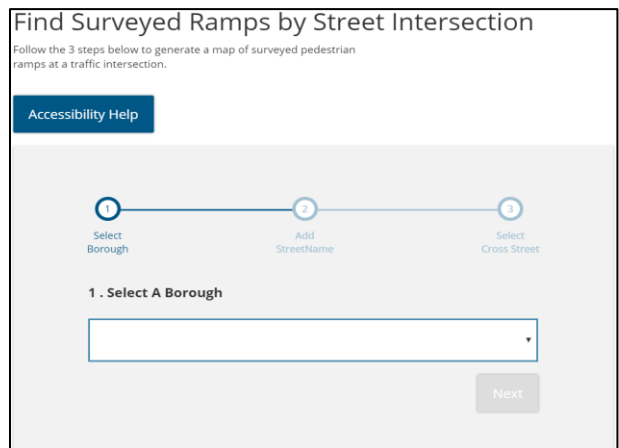 Find Surveyed Ramps by Street Intersection
Follow the 3 steps below to generate a map of surveyed pedestrian
ramps at a traffic intersection.
Accessibility Help
1
2
3
Select
Borough
Add
StreetName
Select
Cross Street
1 . Select A Borough
Next